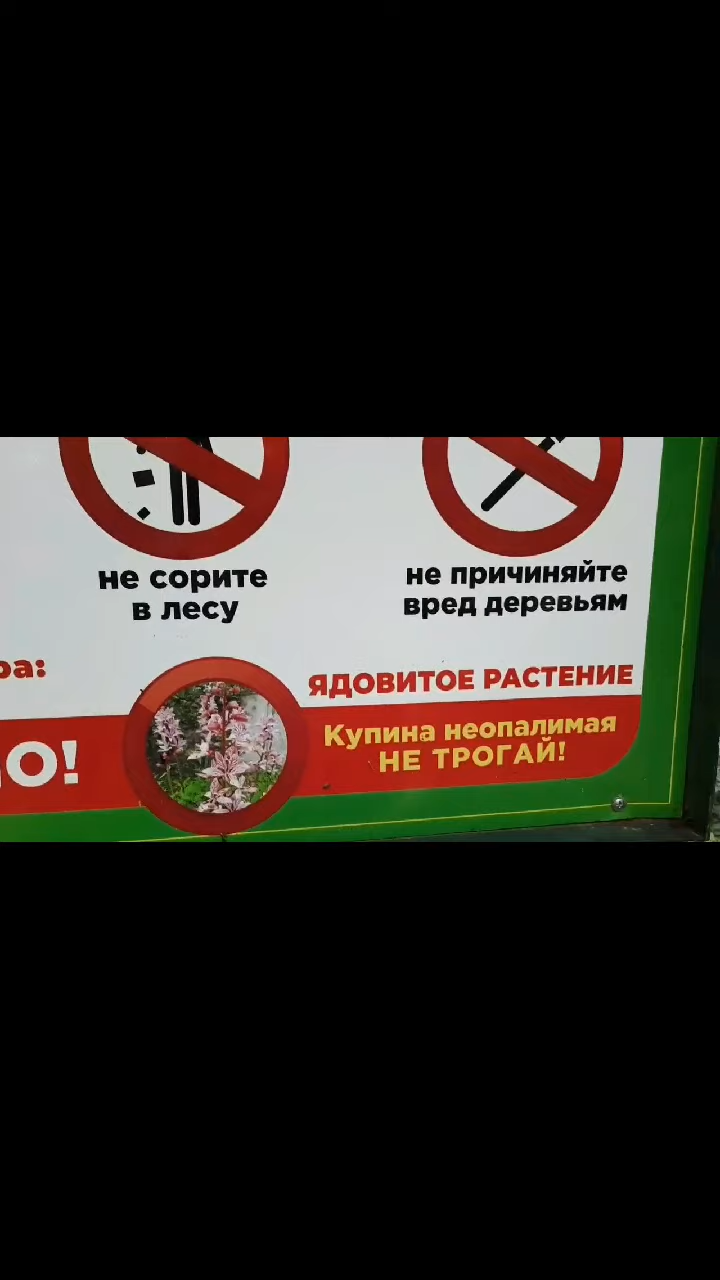 не сорите
в лесу
не причиняйте
вред деревьям
ЯДОВИТОЕ РАСТЕНИЕ
Купина неопалимая
НЕ ТРОГАЙ!